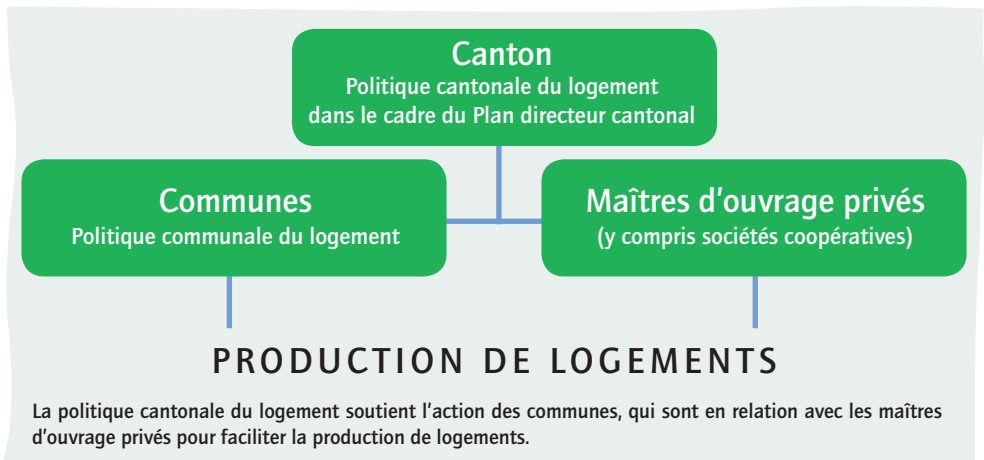 Canton
Politique cantonale du logement
dans le cadre du Plan directeur cantonal
Communes
Politique communale du logement
Maîtres d'ouvrage privés
(y compris sociétés coopératives)
PRODUCTION DE LOGEMENTS
La politique cantonale du logement soutient l'action des communes, qui sont en relation avec les maîtres
d'ouvrage privés pour faciliter la production de logements.